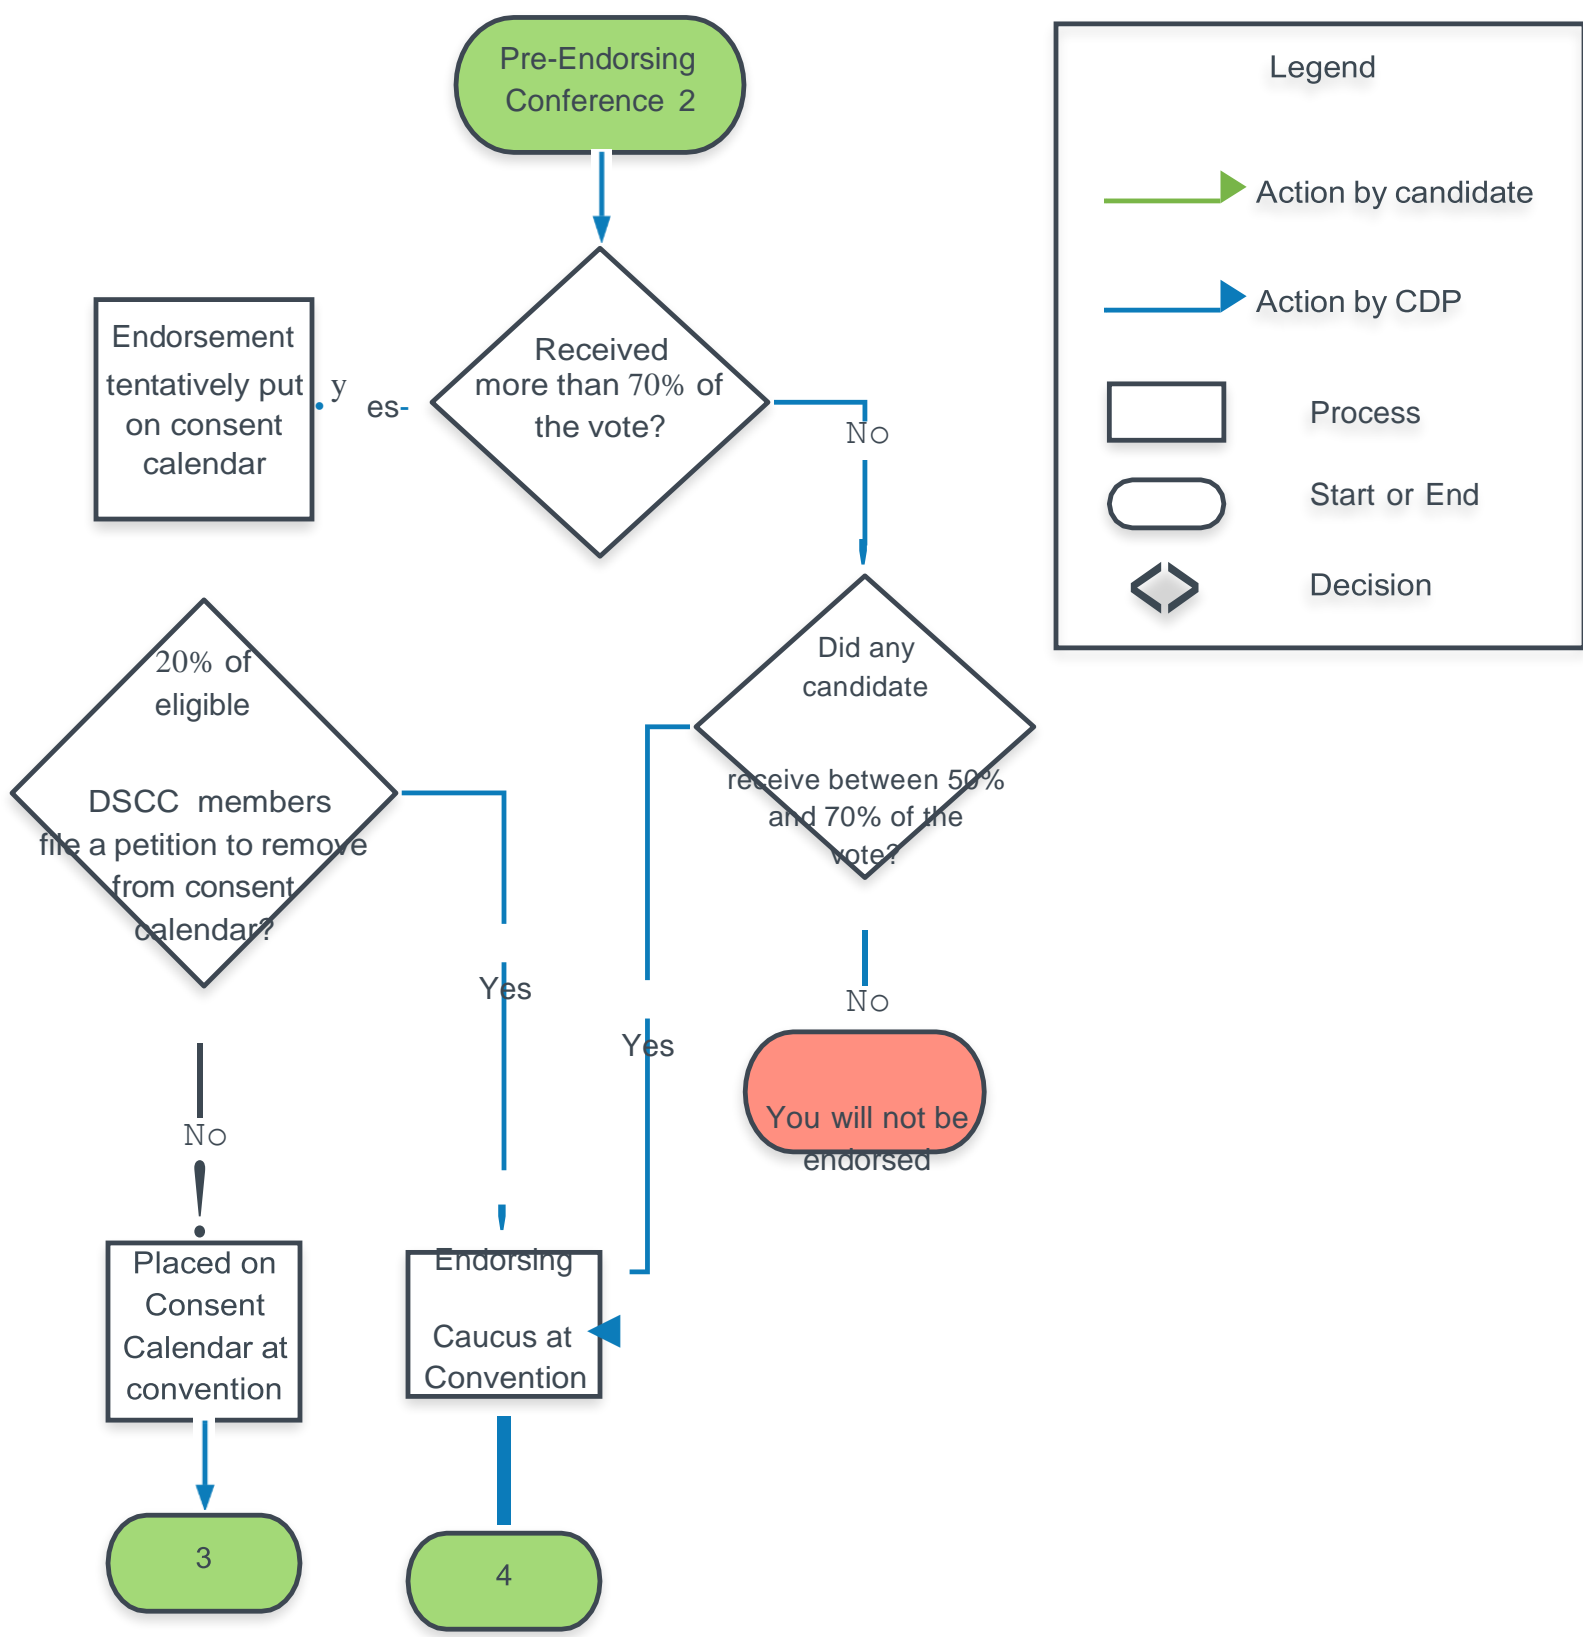 Pre-Endorsing
Conference 2
Legend
Action by candidate
Action by CDP
Process
Start or End
Decision
Received
more than 70% of
the vote?
Endorsement
tentatively put
on consent
calendar
y es-
No
20% of
eligible
DSCC members
file a petition to remove
from consent
calendar?
Did any
candidate
receive between 50%
and 70% of the
vote?
Yes
Yes
No
No
You will not be
endorsed
Placed on
Consent
Calendar at
convention
Endorsing
Caucus at
Convention
3
4